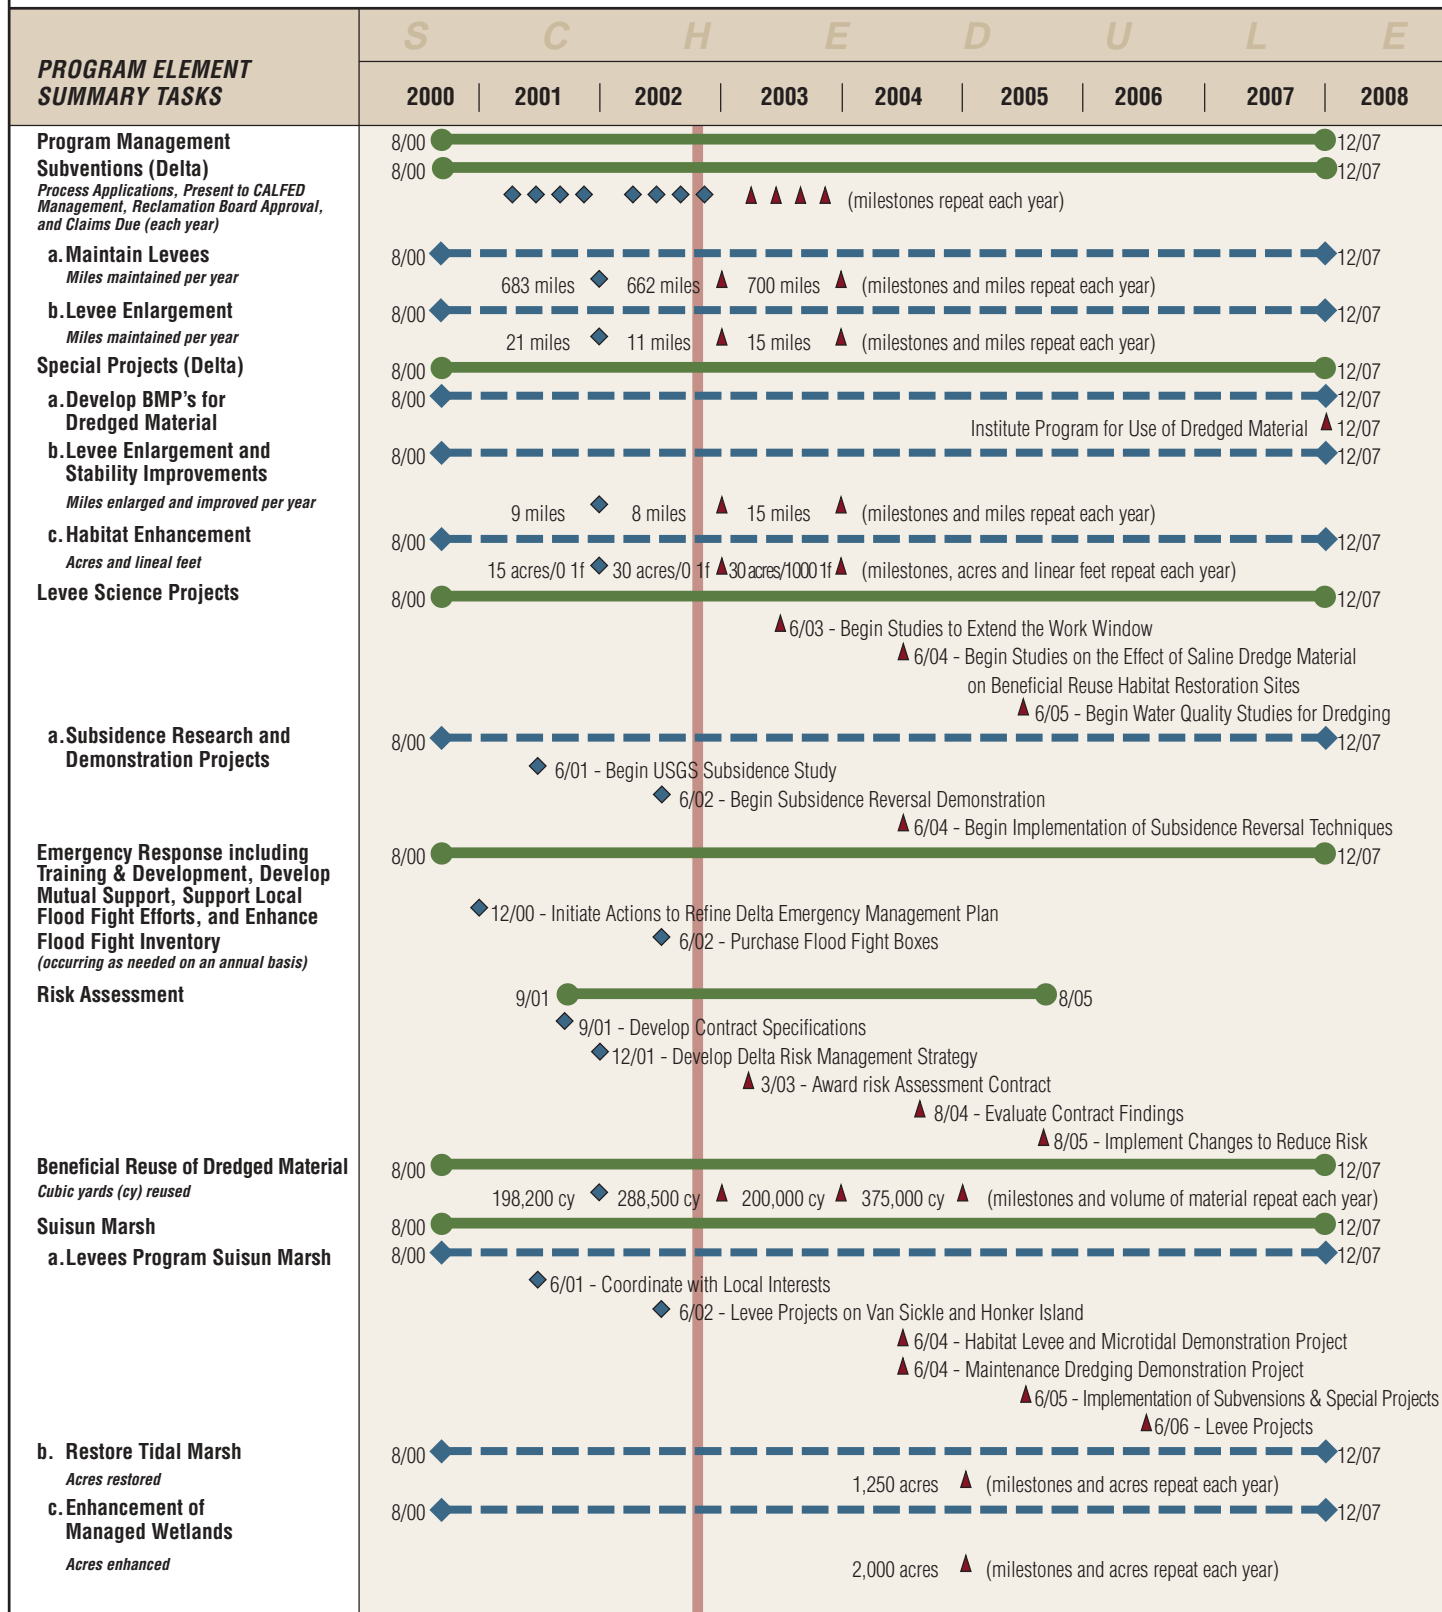 S C H E D U L E
PROGRAM ELEMENT
SUMMARY TASKS
2000 | 2001 | 2002 | 2003 | 2004 | 2005 | 2006 | 2007 | 2008
Program Management 8/00 12/07
Subventions (Delta) 8/00 12/07
Process Applications, Present to CALFED
Management, Reclamation Board Approval,
and Claims Due (each year)
(milestones repeat each year)
a. Maintain Levees 8/00 12/07
Miles maintained per year
683 miles 662 miles 700 miles (milestones and miles repeat each year)
b. Levee Enlargement 8/00 12/07
Miles maintained per year
21 miles 11 miles 15 miles (milestones and miles repeat each year)
Special Projects (Delta) 8/00 12/07
a. Develop BMP's for 8/00 12/07
Dredged Material
Institute Program for Use of Dredged Material 12/07
b. Levee Enlargement and 8/00 12/07
Stability Improvements
Miles enlarged and improved per year
9 miles 8 miles 15 miles (milestones and miles repeat each year)
c. Habitat Enhancement 8/00 12/07
Acres and lineal feet
15 acres/0 1f 30 acres/0 1f 30 acres/1000 1f (milestones, acres and linear feet repeat each year)
Levee Science Projects 8/00 12/07
6/03 - Begin Studies to Extend the Work Window
6/04 - Begin Studies on the Effect of Saline Dredge Material
on Beneficial Reuse Habitat Restoration Sites
6/05 - Begin Water Quality Studies for Dredging
a. Subsidence Research and 8/00 12/07
Demonstration Projects
6/01 - Begin USGS Subsidence Study
6/02 - Begin Subsidence Reversal Demonstration
6/04 - Begin Implementation of Subsidence Reversal Techniques
Emergency Response including 8/00 12/07
Training & Development, Develop
Mutual Support, Support Local
Flood Fight Efforts, and Enhance
Flood Fight Inventory
(occurring as needed on an annual basis)
12/00 - Initiate Actions to Refine Delta Emergency Management Plan
6/02 - Purchase Flood Fight Boxes
Risk Assessment 9/01 8/05
9/01 - Develop Contract Specifications
12/01 - Develop Delta Risk Management Strategy
3/03 - Award risk Assessment Contract
8/04 - Evaluate Contract Findings
8/05 - Implement Changes to Reduce Risk
Beneficial Reuse of Dredged Material 8/00 12/07
Cubic yards (cy) reused
198,200 cy 288,500 cy 200,000 cy 375,000 cy (milestones and volume of material repeat each year)
Suisun Marsh 8/00 12/07
a. Levees Program Suisun Marsh 8/00 12/07
6/01 - Coordinate with Local Interests
6/02 - Levee Projects on Van Sickle and Honker Island
6/04 - Habitat Levee and Microtidal Demonstration Project
6/04 - Maintenance Dredging Demonstration Project
6/05 - Implementation of Subvensions & Special Projects
6/06 - Levee Projects
b. Restore Tidal Marsh 8/00 12/07
Acres restored
1,250 acres (milestones and acres repeat each year)
c. Enhancement of 8/00 12/07
Managed Wetlands
Acres enhanced
2,000 acres (milestones and acres repeat each year)